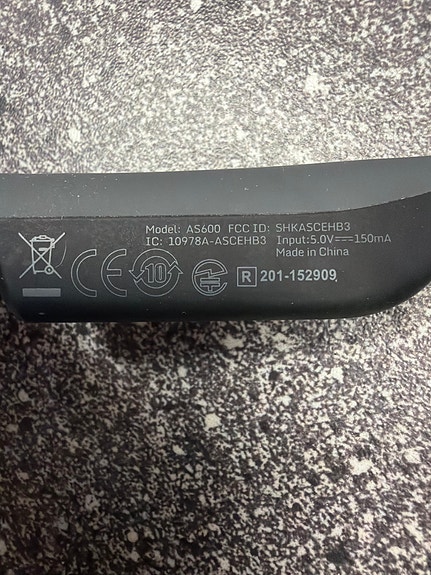 Model: AS600 FCC ID: SHKASCEHB3
IC: 10978A-ASCEHB3 Input:5.0V⎓150mA
Made in China
CE 10 R 201-152909